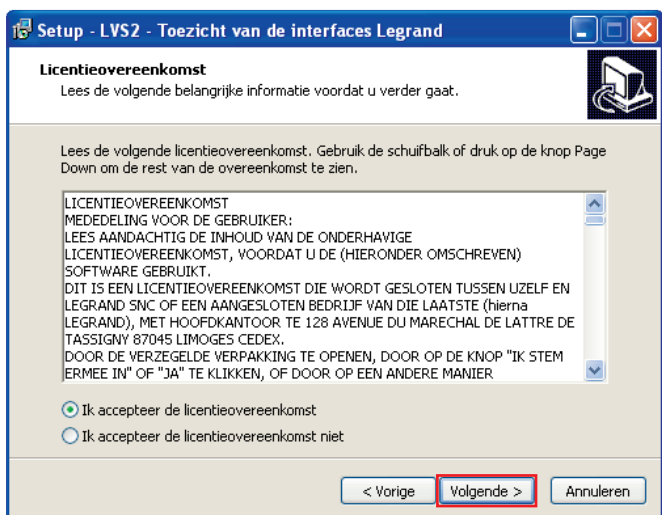 Setup - LVS2 - Toezicht van de interfaces Legrand
Licentieovereenkomst
Lees de volgende belangrijke informatie voordat u verder gaat.
Lees de volgende licentieovereenkomst. Gebruik de schuifbalk of druk op de knop Page
Down om de rest van de overeenkomst te zien.
LICENTIEOVEREENKOMST
MEDEDELING VOOR DE GEBRUIKER:
LEES AANDACHTIG DE INHOUD VAN DE ONDERHAVIGE
LICENTIEOVEREENKOMST, VOORDAT U DE (HIERONDER OMSCHREVEN)
SOFTWARE GEBRUIKT.
DIT IS EEN LICENTIEOVEREENKOMST DIE WORDT GESLOTEN TUSSEN UZELF EN
LEGRAND SNC OF EEN AANGESLOTEN BEDRIJF VAN DIE LAATSTE (hierna
LEGRAND), MET HOOFDKANTOOR TE 128 AVENUE DU MARECHAL DE LATTRE DE
TASSIGNY 87045 LIMOGES CEDEX.
DOOR DE VERZEGELDE VERPAKKING TE OPENEN, DOOR OP DE KNOP "IK STEM
ERMEE IN" OF "JA" TE KLIKKEN, OF DOOR OP EEN ANDERE MANIER
Ik accepteer de licentieovereenkomst
Ik accepteer de licentieovereenkomst niet
< Vorige
Volgende >
Annuleren